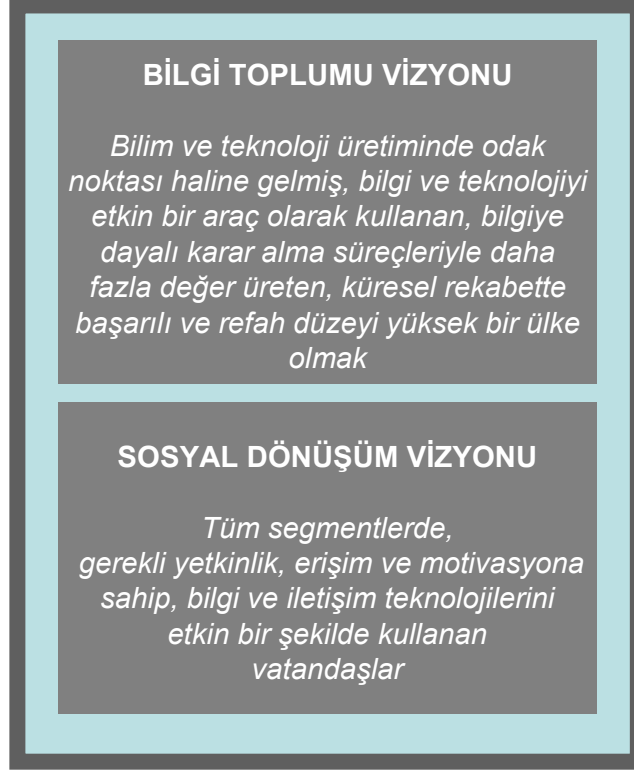 BİLGİ TOPLUMU VİZYONU
Bilim ve teknoloji üretiminde odak
noktası haline gelmiş, bilgi ve teknolojiyi
etkin bir araç olarak kullanan, bilgiye
dayalı karar alma süreçleriyle daha
fazla değer üreten, küresel rekabette
başarılı ve refah düzeyi yüksek bir ülke
olmak
SOSYAL DÖNÜŞÜM VİZYONU
Tüm segmentlerde,
gerekli yetkinlik, erişim ve motivasyona
sahip, bilgi ve iletişim teknolojilerini
etkin bir şekilde kullanan
vatandaşlar